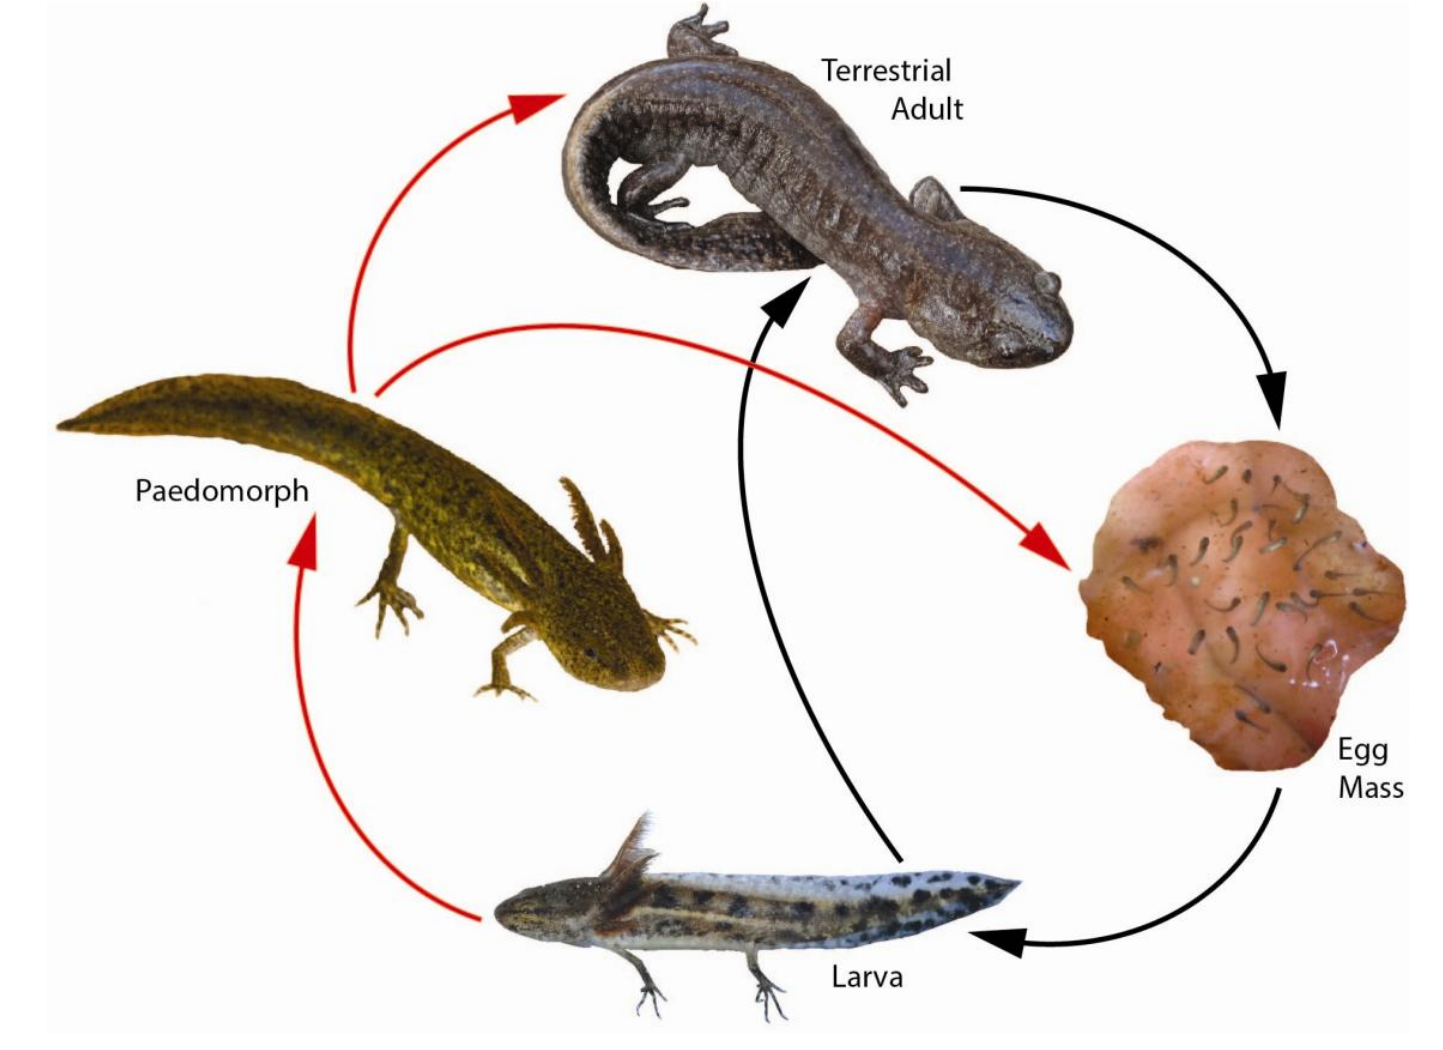 Terrestrial
Adult
Paedomorph
Egg
Mass
Larva